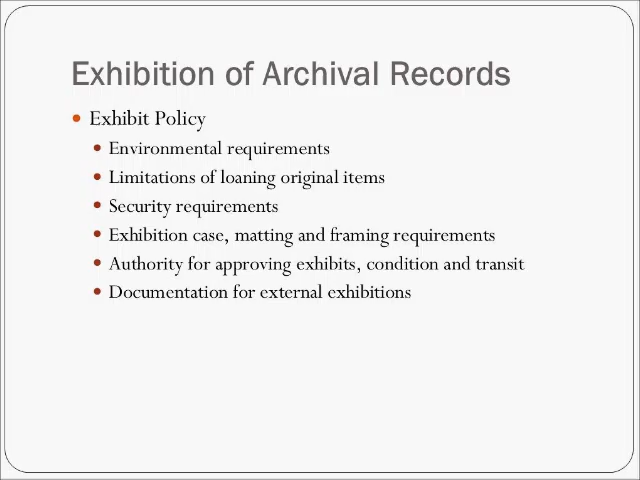 Exhibition of Archival Records
Exhibit Policy
Environmental requirements
Limitations of loaning original items
Security requirements
Exhibition case, matting and framing requirements
Authority for approving exhibits, condition and transit
Documentation for external exhibitions